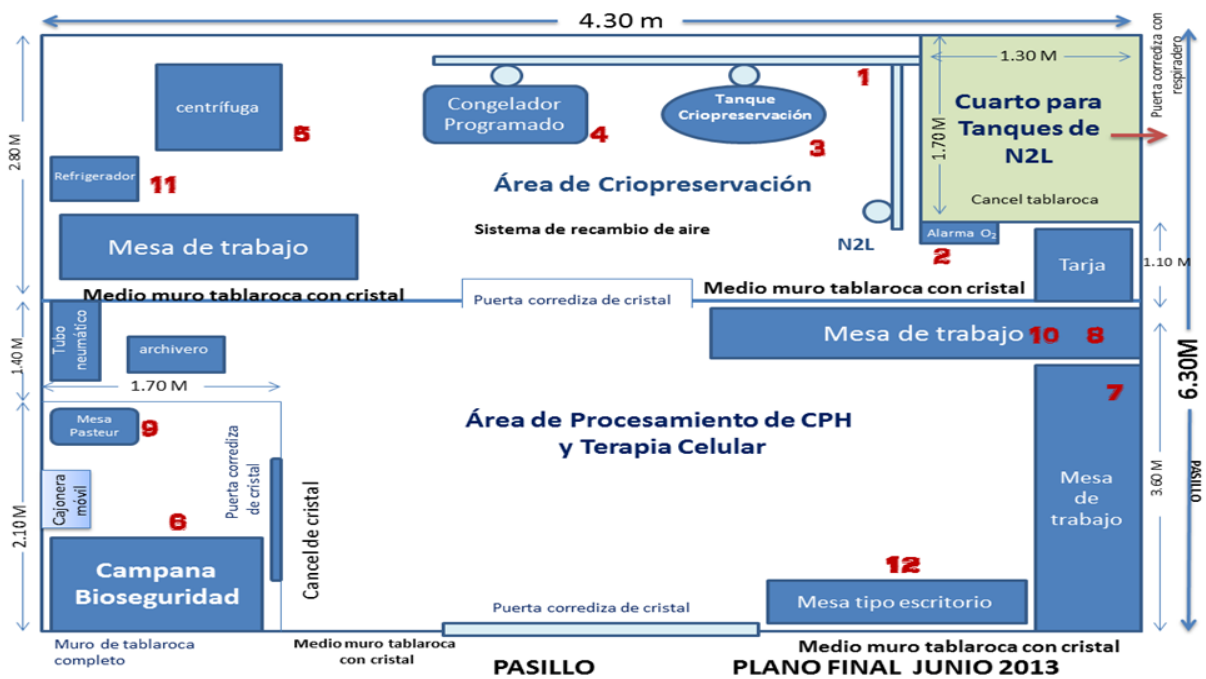 4.30 m
Puerta corrediza con
respiradero
1.30 M
centrífuga
5
1
Congelador
Programado
4
Tanque
Criopreservación
3
Cuarto para
Tanques de
N2L
1.70 M
2.80 M
Refrigerador
11
Área de Criopreservación
Cancel tablaroca
Mesa de trabajo
Sistema de recambio de aire
N2L
Alarma O₂
2
Tarja
1.10 M
Medio muro tablaroca con cristal
Puerta corrediza de cristal
Medio muro tablaroca con cristal
Tubo
neumático
archivero
1.40 M
1.70 M
Mesa de trabajo 10 8
7
6.30M
Mesa
Pasteur
9
Área de Procesamiento de CPH
y Terapia Celular
Puerta corrediza
de cristal
Cajonera
móvil
6
2.10 M
Cancel de cristal
Campana
Bioseguridad
Mesa
de
trabajo
3.60 M
PASILLO
12
Mesa tipo escritorio
Puerta corrediza de cristal
Muro de tablaroca
completo
Medio muro tablaroca
con cristal
Medio muro tablaroca con cristal
PASILLO
PLANO FINAL JUNIO 2013